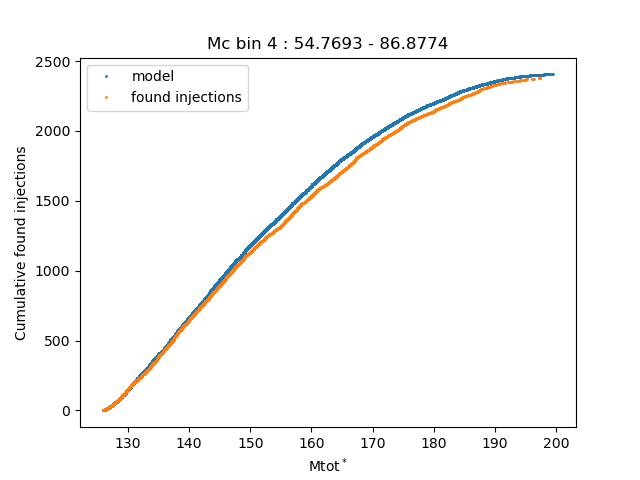 Mc bin 4 : 54.7693 - 86.8774
model
found injections
Cumulative found injections
2500
2000
1500
1000
500
0
130 140 150 160 170 180 190 200
Mtot*